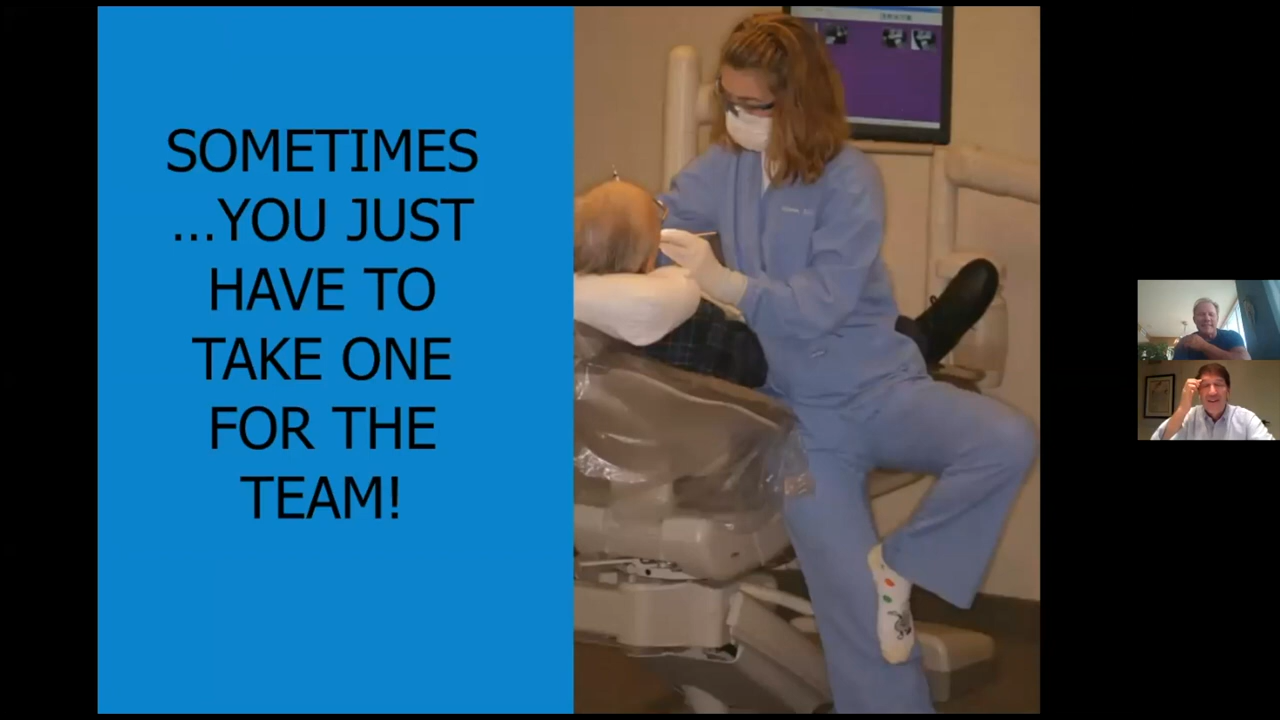 SOMETIMES
...YOU JUST
HAVE TO
TAKE ONE
FOR THE
TEAM!